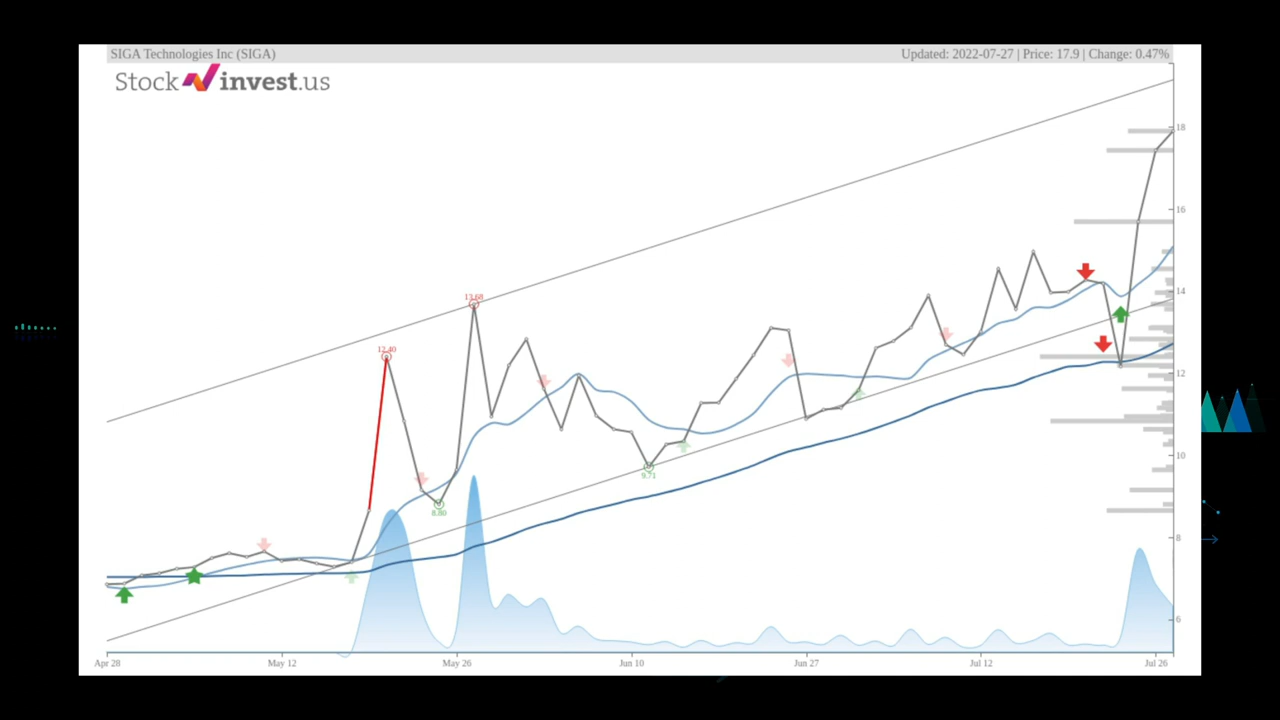 SIGA Technologies Inc (SIGA)
Updated: 2022-07-27 | Price: 17.9 | Change: 0.47%
Stock invest.us
18
16
14
13.68
12.40
12
10
9.71
8.80
8
6
Apr 28
May 12
May 26
Jun 10
Jun 27
Jul 12
Jul 26